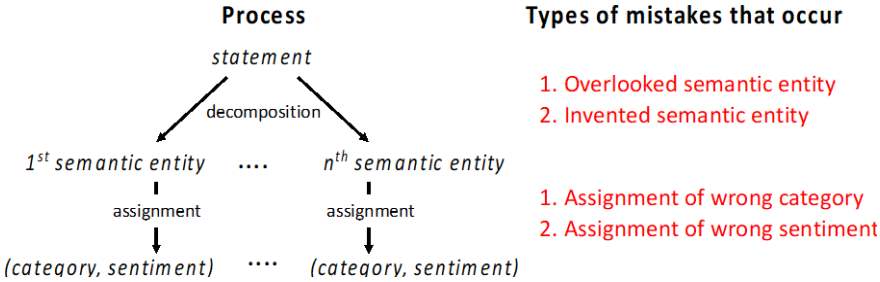 Process
Types of mistakes that occur
statement
1. Overlooked semantic entity
decomposition
2. Invented semantic entity
1st semantic entity .... nth semantic entity
assignment assignment
1. Assignment of wrong category
2. Assignment of wrong sentiment
(category, sentiment) .... (category, sentiment)